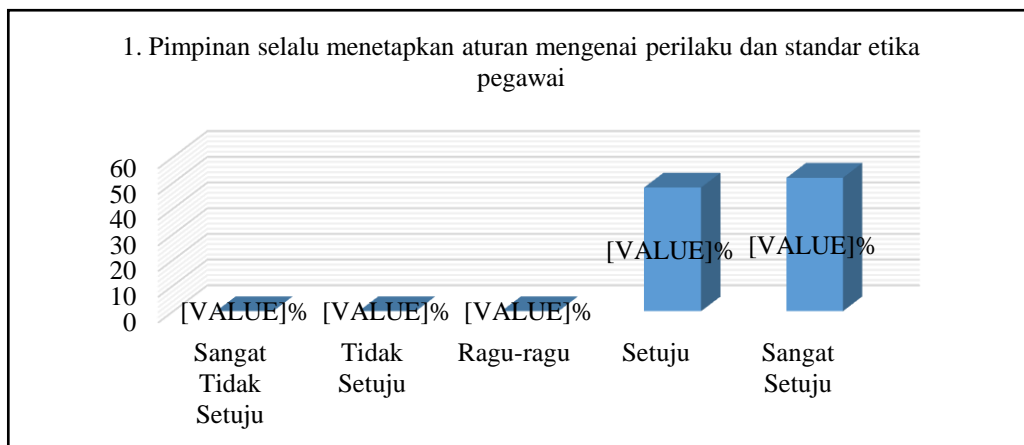 1. Pimpinan selalu menetapkan aturan mengenai perilaku dan standar etika
pegawai
60
50
40
30
20
10
0
[VALUE]% [VALUE]% [VALUE]% [VALUE]% [VALUE]%
Sangat
Tidak
Setuju
Tidak
Setuju
Ragu-ragu
Setuju
Sangat
Setuju